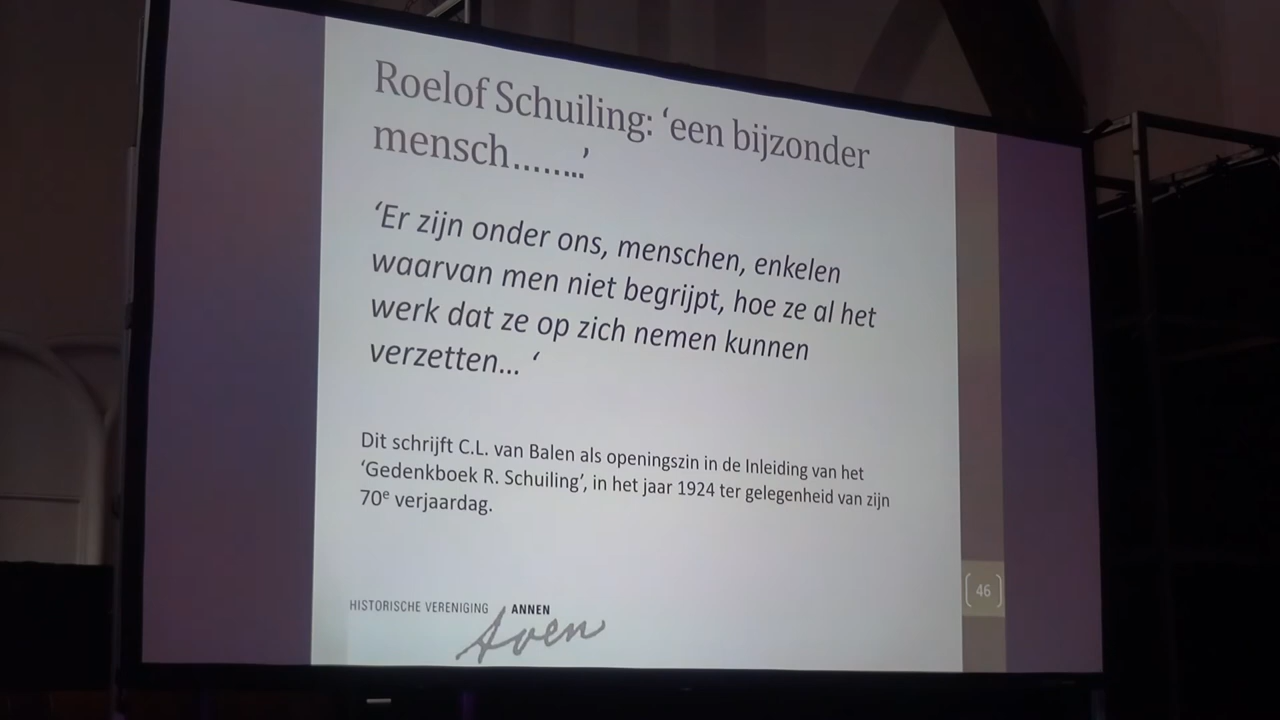 Roelof Schuiling: ‘een bijzonder
mensch……..’
‘Er zijn onder ons, menschen, enkelen
waarvan men niet begrijpt, hoe ze al het
werk dat ze op zich nemen kunnen
verzetten... ‘
Dit schrijft C.L. van Balen als openingszin in de Inleiding van het
‘Gedenkboek R. Schuiling’, in het jaar 1924 ter gelegenheid van zijn
70e verjaardag.
HISTORISCHE VERENIGING ANNEN
Aoen
46